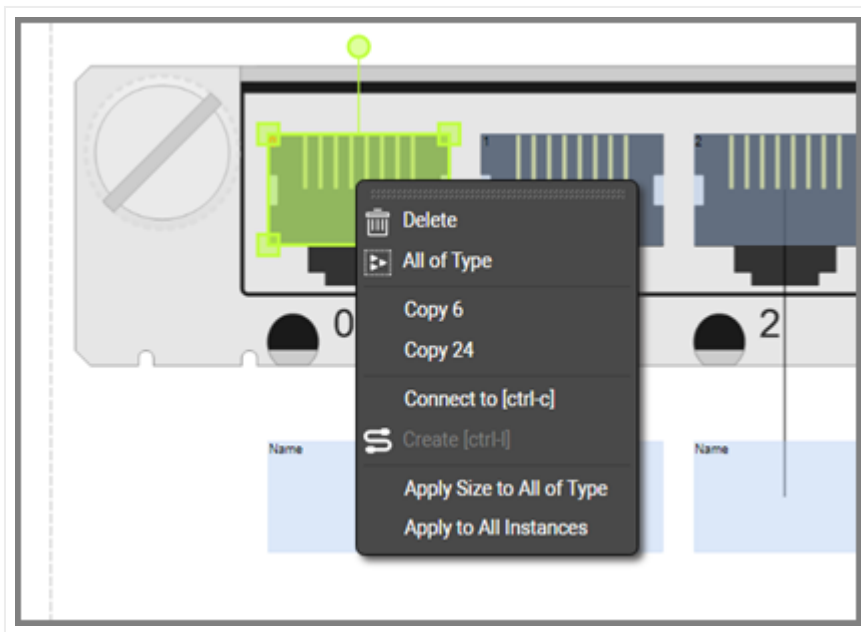 1
2
Delete
All of Type
0
Copy 6
2
Copy 24
Connect to [ctrl-c]
Create [ctrl-l]
Name
Name
Apply Size to All of Type
Apply to All Instances